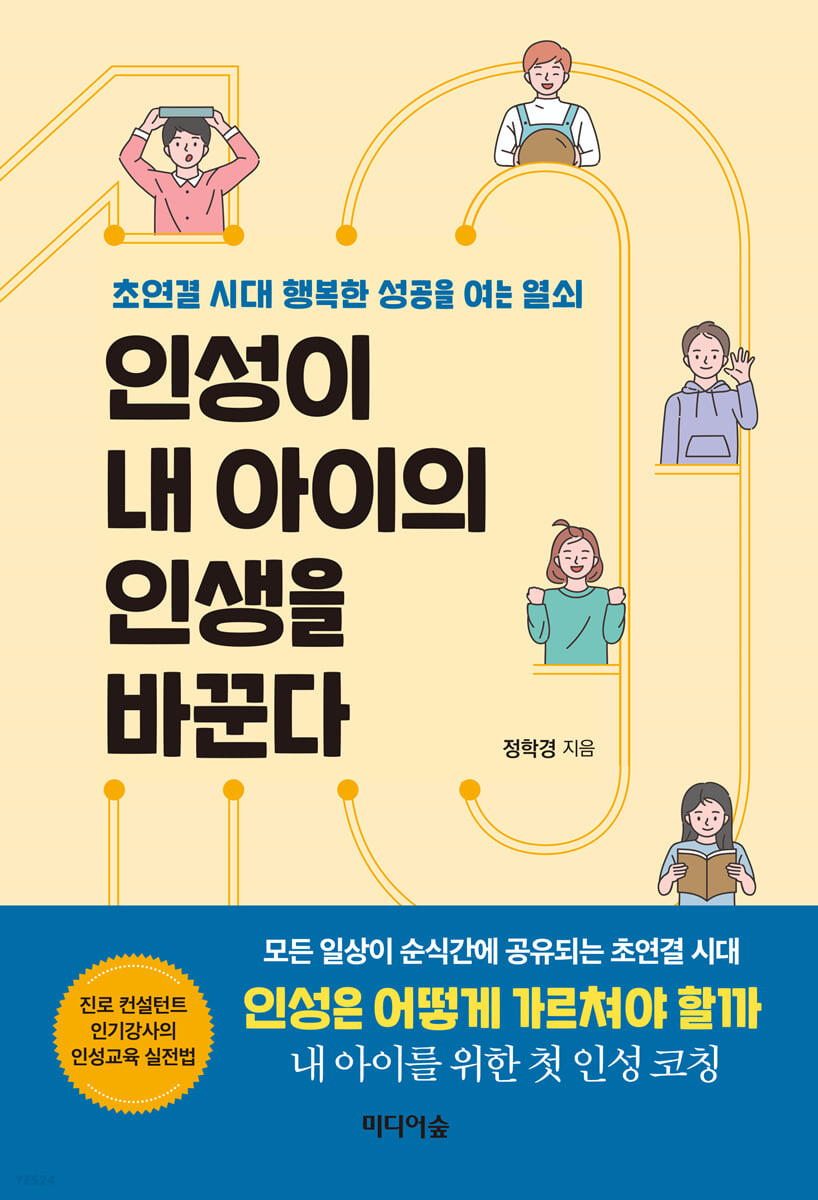 초연결 시대 행복한 성공을 여는 열쇠
인성이
내 아이의
인생을
바꾼다
정학경 지음
모든 일상이 순식간에 공유되는 초연결 시대
인성은 어떻게 가르쳐야 할까
내 아이를 위한 첫 인성 코칭
진로 컨설턴트
인기강사의
인성교육 실전법
미디어숲
YES24